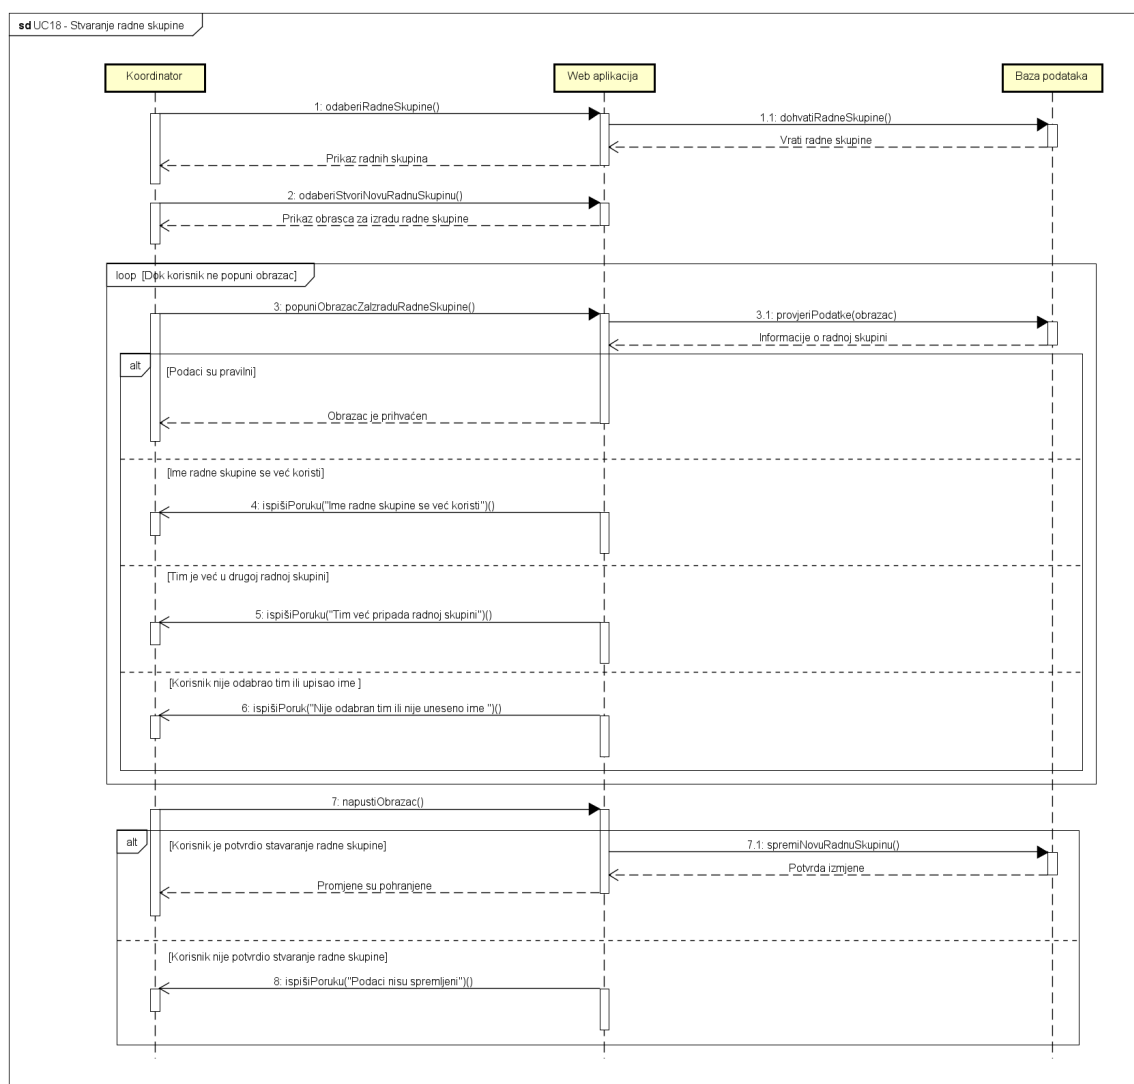 sd UC18 - Stvaranje radne skupine
Koordinator
Web aplikacija
Baza podataka
1: odaberiRadneSkupine()
1.1: dohvatiRadneSkupine()
Vrati radne skupine
Prikaz radnih skupina
2: odaberiStvoriNovuRadnuSkupinu()
Prikaz obrasca za izradu radne skupine
loop [Dok korisnik ne popuni obrazac]
3: popuniObrazacZaIzraduRadneSkupine()
3.1: provjeriPodatke(obrazac)
Informacije o radnoj skupini
alt
[Podaci su pravilni]
Obrazac je prihvaćen
[Ime radne skupine se već koristi]
4: ispišiPoruku("Ime radne skupine se već koristi")()
[Tim je već u drugoj radnoj skupini]
5: ispišiPoruku("Tim već pripada radnoj skupini")()
[Korisnik nije odabrao tim ili upisao ime ]
6: ispišiPoruk("Nije odabran tim ili nije uneseno ime ")()
7: napustiObrazac()
alt
[Korisnik je potvrdio stavaranje radne skupine]
7.1: spremiNovuRadnuSkupinu()
Potvrda izmjene
Promjene su pohranjene
[Korisnik nije potvrdio stvaranje radne skupine]
8: ispišiPoruku("Podaci nisu spremljeni")()